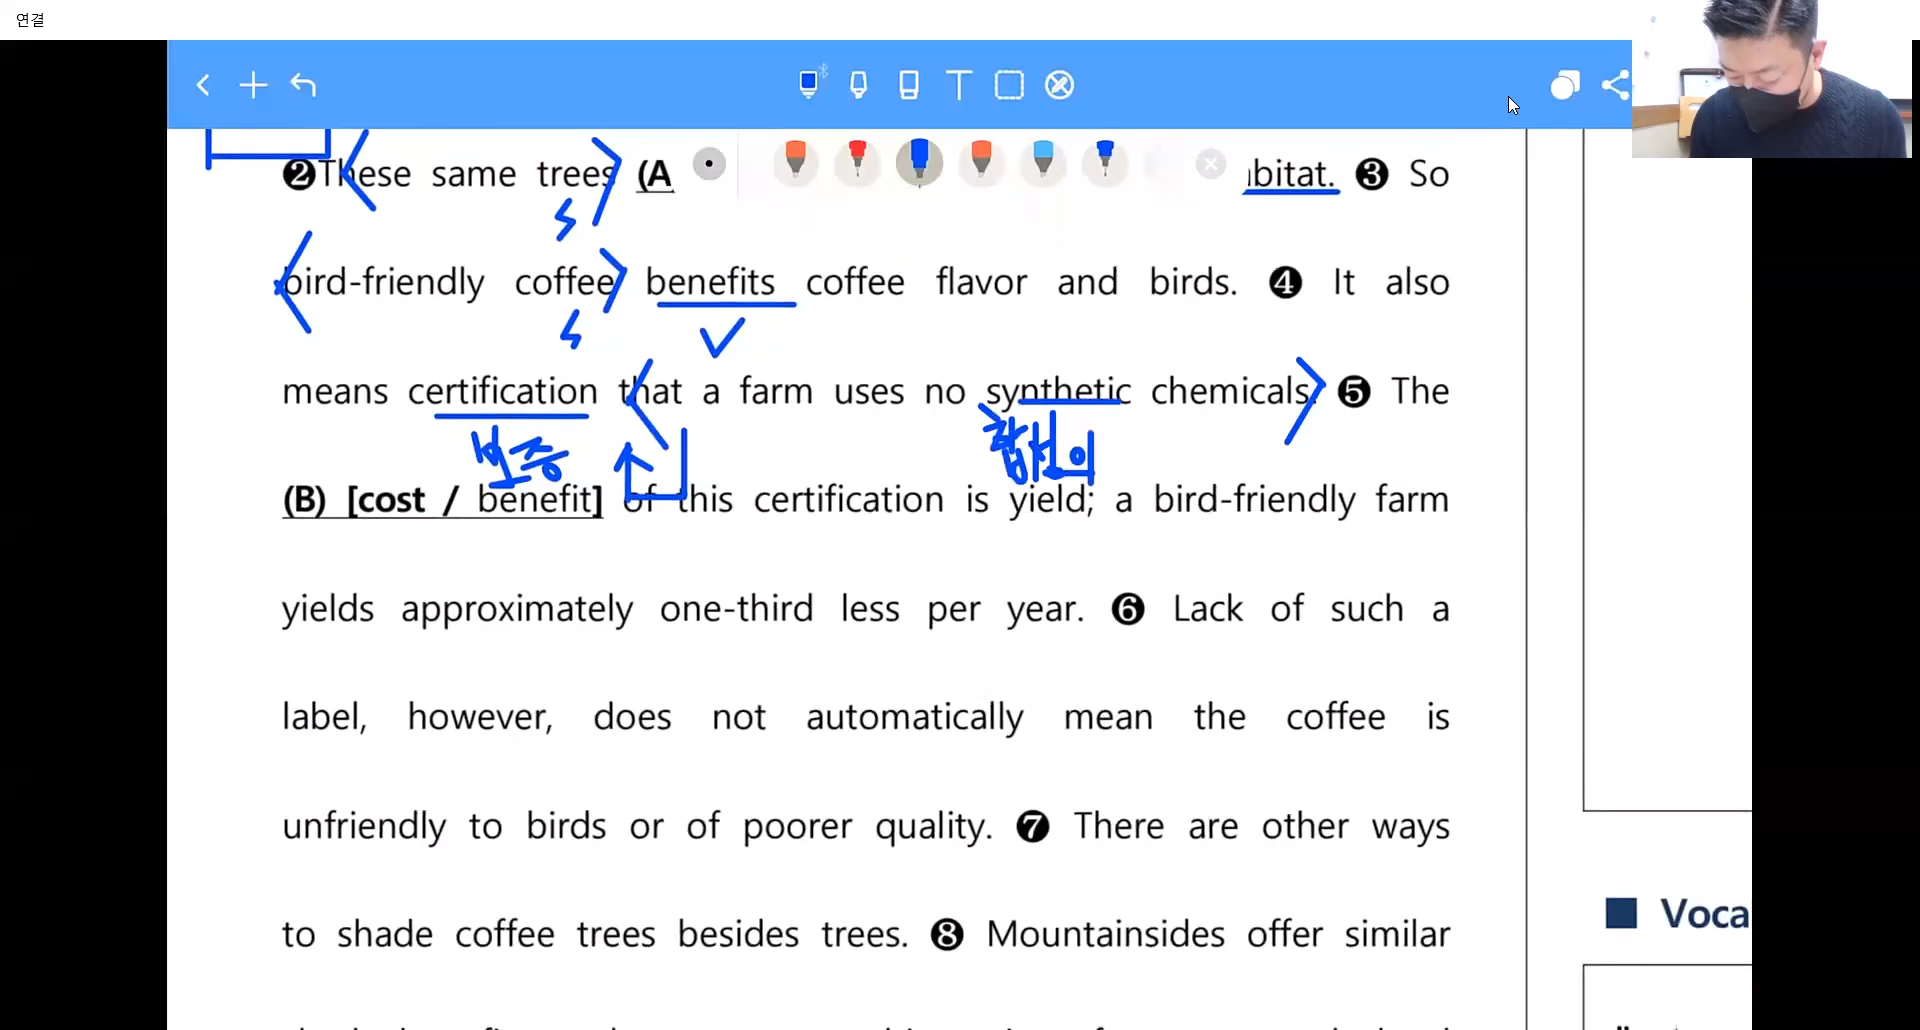 연결
❷These same trees (A bitat. ❸ So
bird-friendly coffee benefits coffee flavor and birds. ❹ It also
means certification that a farm uses no synthetic chemicals. ❺ The
보증
(B) [cost / benefit] of this certification is yield; a bird-friendly farm
yields approximately one-third less per year. ❻ Lack of such a
label, however, does not automatically mean the coffee is
unfriendly to birds or of poorer quality. ❼ There are other ways
to shade coffee trees besides trees. ❽ Mountainsides offer similar
Voca